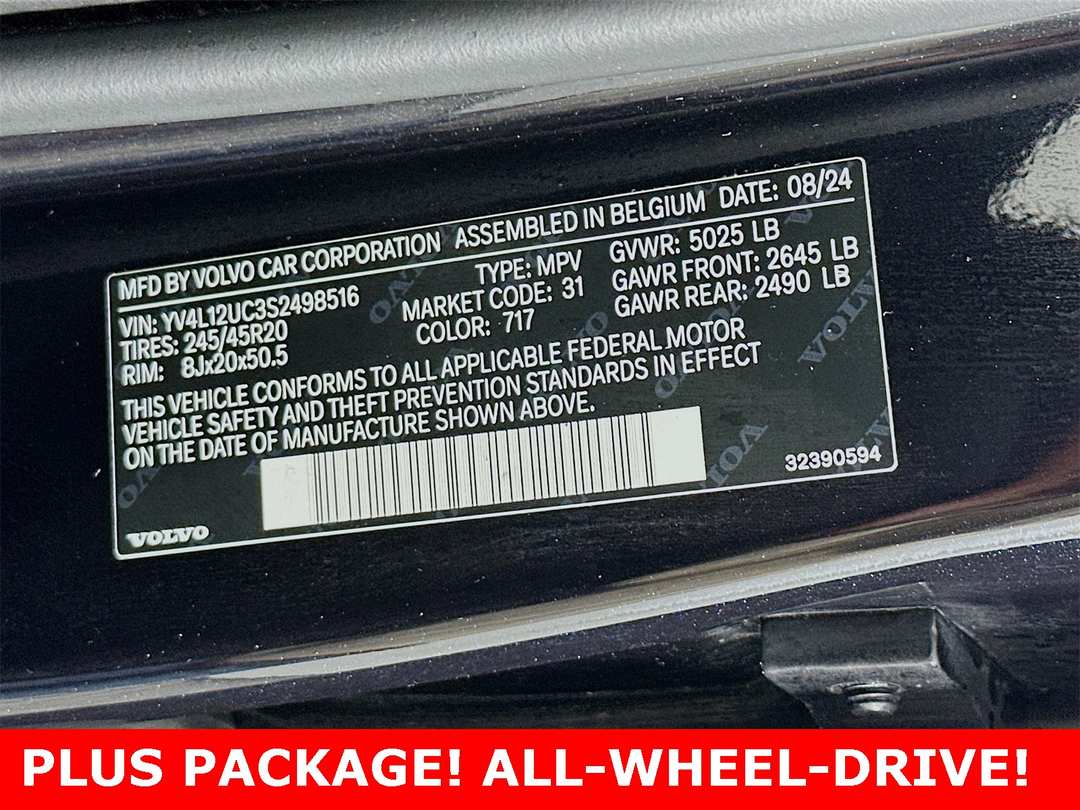 MFD BY VOLVO CAR CORPORATION ASSEMBLED IN BELGIUM DATE: 08/24
VIN: YV4L12UC3S2498516 TYPE: MPV GVWR: 5025 LB
TIRES: 245/45R20 MARKET CODE: 31 GAWR FRONT: 2645 LB
RIM: 8Jx20x50.5 COLOR: 717 GAWR REAR: 2490 LB
THIS VEHICLE CONFORMS TO ALL APPLICABLE FEDERAL MOTOR
VEHICLE SAFETY AND THEFT PREVENTION STANDARDS IN EFFECT
ON THE DATE OF MANUFACTURE SHOWN ABOVE.
32390594
VOLVO
PLUS PACKAGE! ALL-WHEEL-DRIVE!